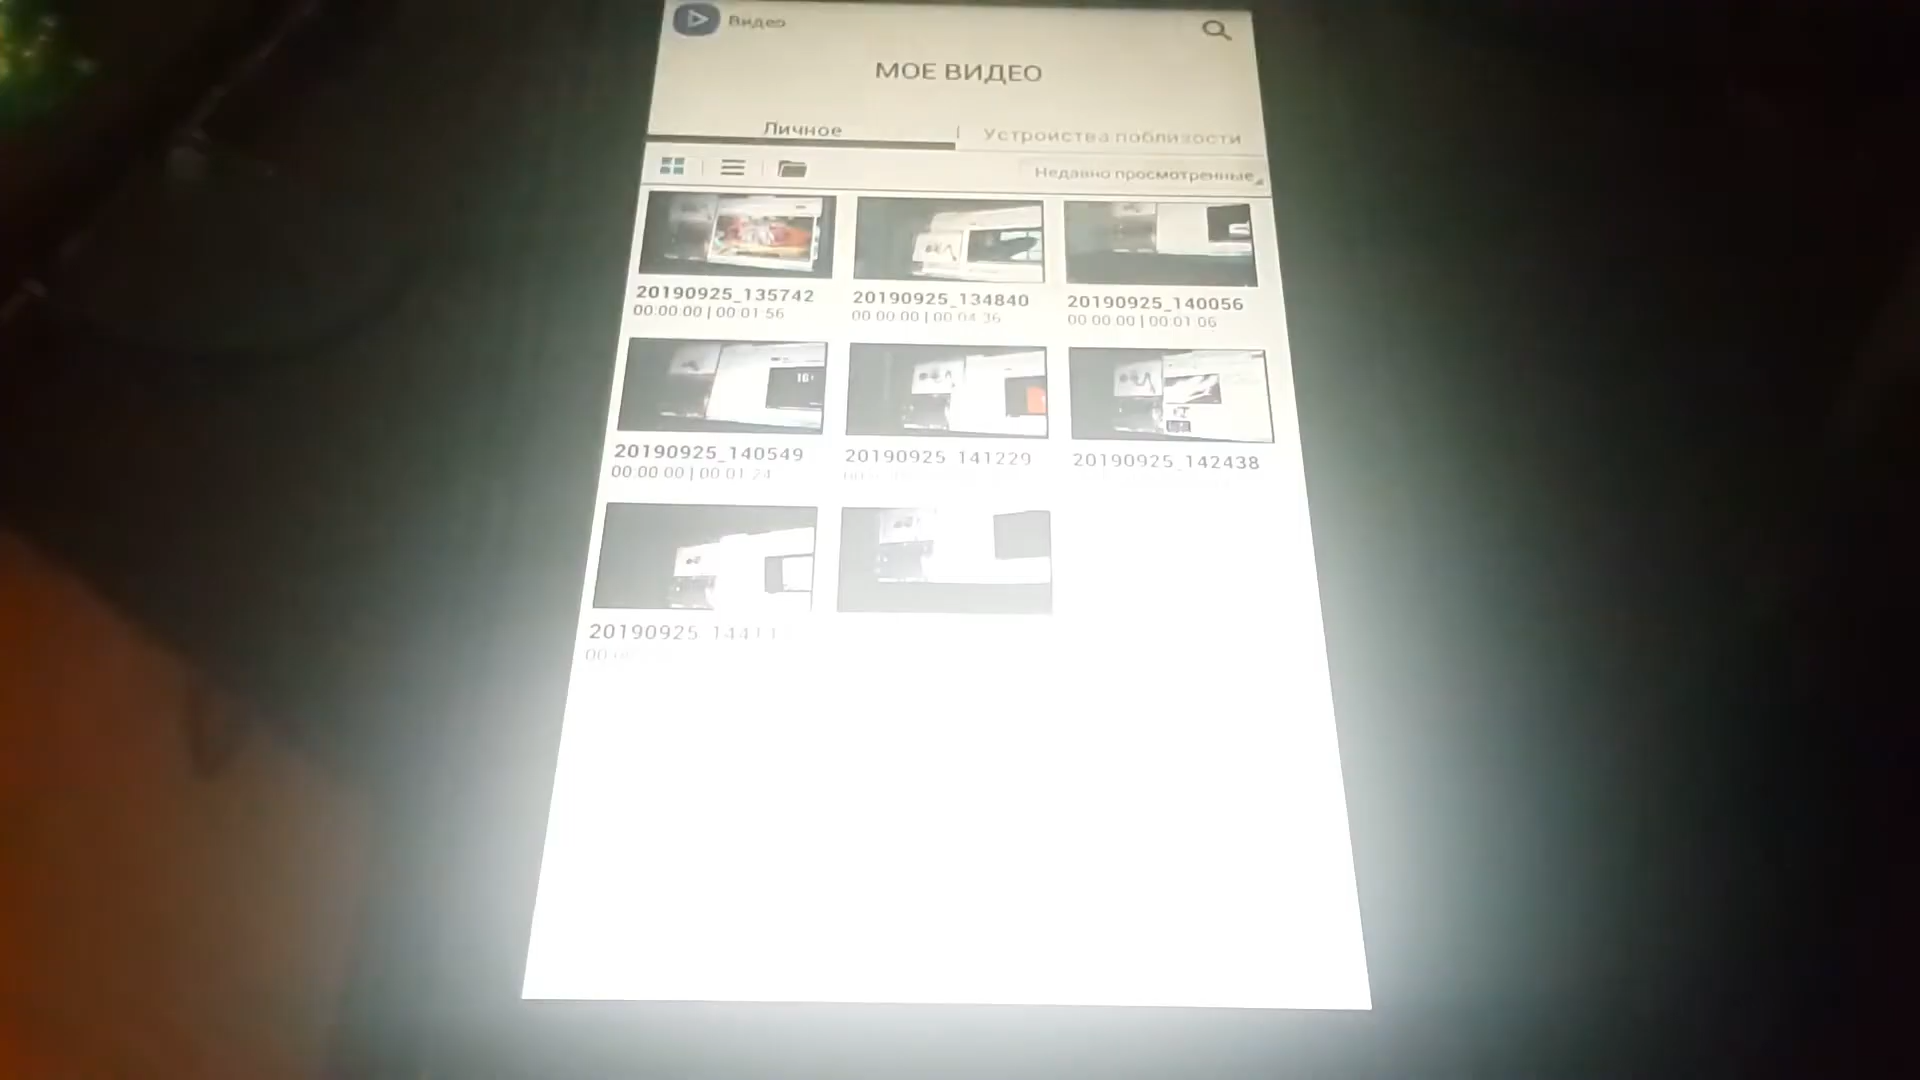 Видео
МОЕ ВИДЕО
Личное
Устройства поблизости
Недавно просмотренные
20190925_135742
00:00:00 | 00:01:56
20190925_134840
00:00:00 | 00:04:36
20190925_140056
00:00:00 | 00:01:06
20190925_140549
00:00:00 | 00:01:24
20190925_141229
20190925_142438